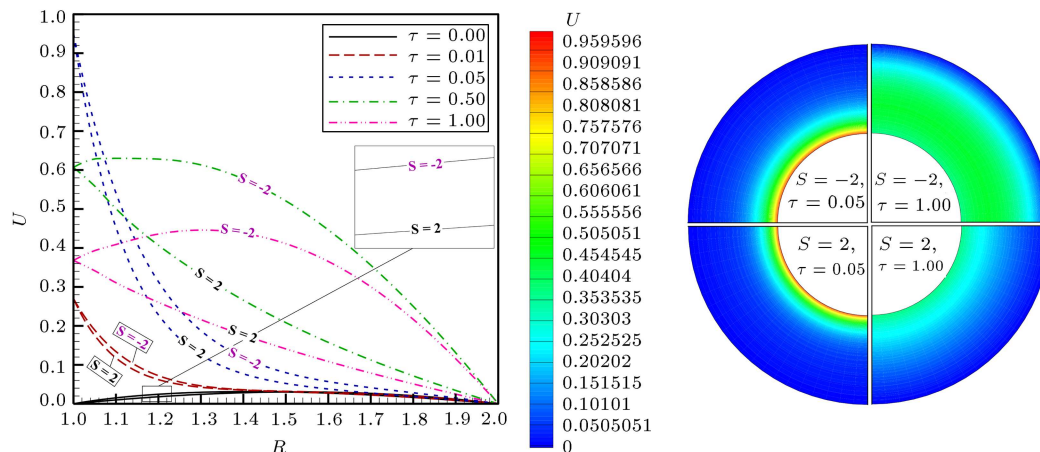 1.0
0.9
0.8
0.7
0.6
0.5
0.4
0.3
0.2
0.1
0.0
U
1.0 1.1 1.2 1.3 1.4 1.5 1.6 1.7 1.8 1.9 2.0
R
τ = 0.00
τ = 0.01
τ = 0.05
τ = 0.50
τ = 1.00
S = -2
S = 2
S = -2
S = -2
S = 2
S = 2
S = 2
S = -2
S = -2
S = 2
U
0.959596
0.909091
0.858586
0.808081
0.757576
0.707071
0.656566
0.606061
0.555556
0.505051
0.454545
0.40404
0.353535
0.30303
0.252525
0.20202
0.151515
0.10101
0.0505051
0
S = −2,
τ = 0.05
S = −2,
τ = 1.00
S = 2,
τ = 0.05
S = 2,
τ = 1.00